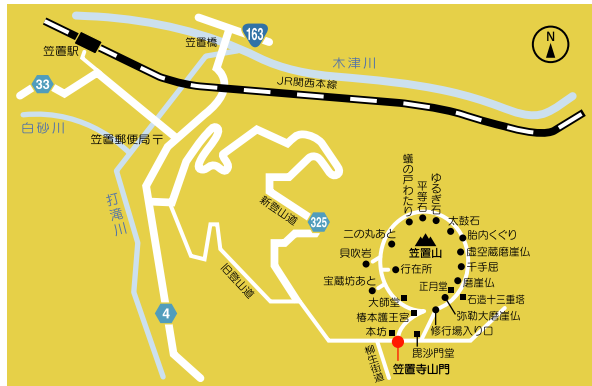 笠置駅
笠置橋
163
木津川
N
33
JR関西本線
白砂川
笠置郵便局〒
打滝川
新登山道
325
旧登山道
4
蟻の戸わたり
平等石
ゆるぎ石
太鼓石
胎内くぐり
虚空蔵磨崖仏
千手屈
磨崖仏
二の丸あと
笠置山
貝吹岩
行在所
宝蔵坊あと
正月堂
石造十三重塔
大師堂
弥勒大磨崖仏
椿本護王宮
修行場入り口
本坊
毘沙門堂
笠置寺山門
柳生街道